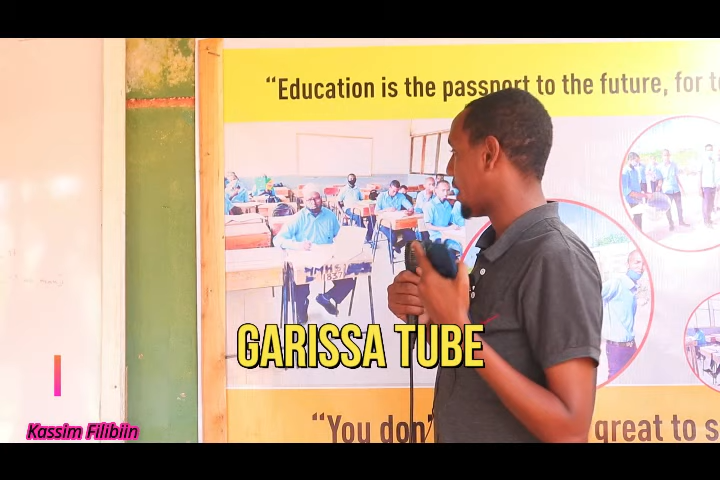 “Education is the passport to the future, for
GARISSA TUBE
Kassim Filibiin
“You don’ great to